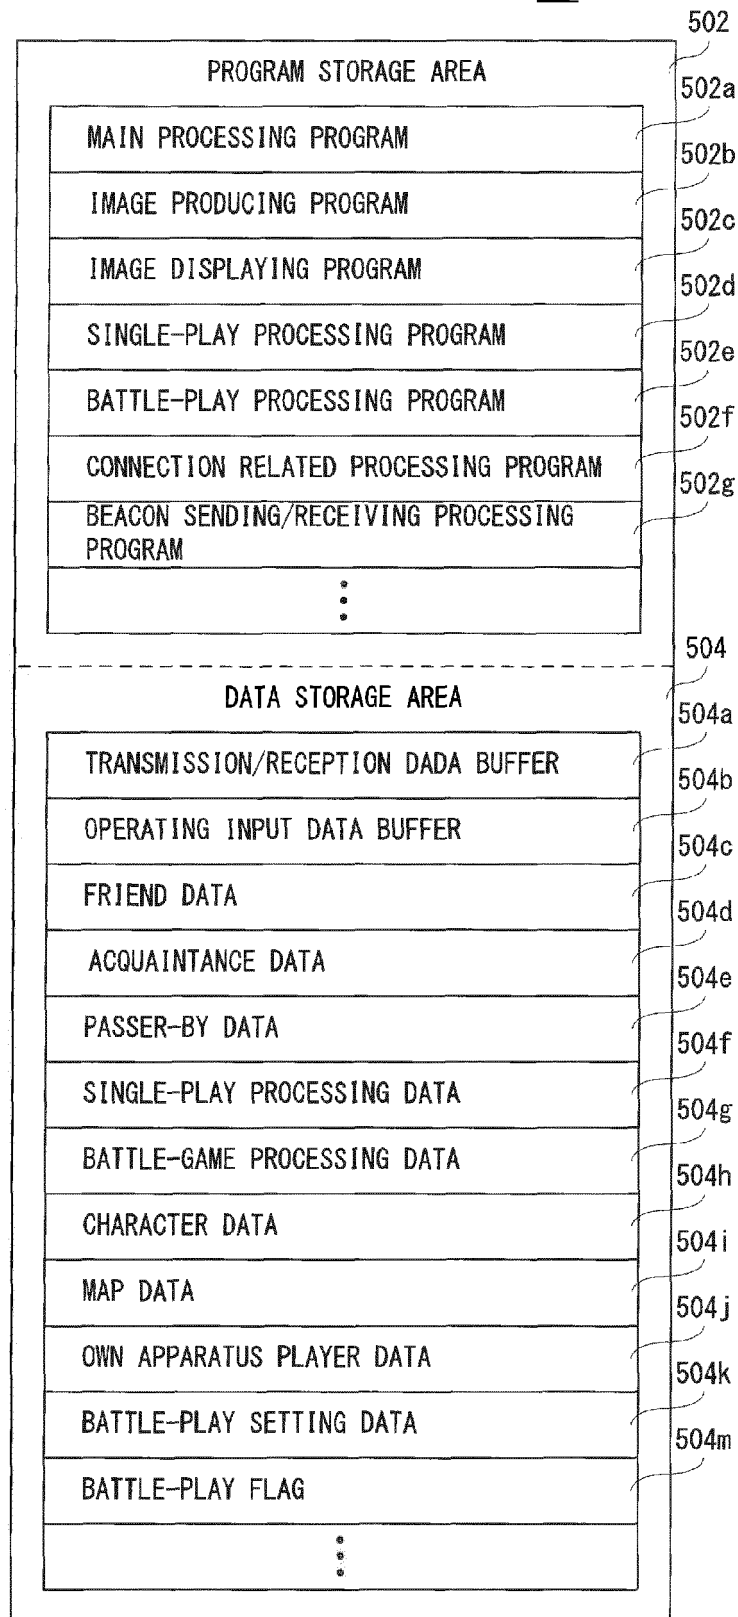 502
PROGRAM STORAGE AREA
502a
MAIN PROCESSING PROGRAM
502b
IMAGE PRODUCING PROGRAM
502c
IMAGE DISPLAYING PROGRAM
502d
SINGLE-PLAY PROCESSING PROGRAM
502e
BATTLE-PLAY PROCESSING PROGRAM
502f
CONNECTION RELATED PROCESSING PROGRAM
502g
BEACON SENDING/RECEIVING PROCESSING
PROGRAM
504
DATA STORAGE AREA
504a
TRANSMISSION/RECEPTION DADA BUFFER
504b
OPERATING INPUT DATA BUFFER
504c
FRIEND DATA
504d
ACQUAINTANCE DATA
504e
PASSER-BY DATA
504f
SINGLE-PLAY PROCESSING DATA
504g
BATTLE-GAME PROCESSING DATA
504h
CHARACTER DATA
504i
MAP DATA
504j
OWN APPARATUS PLAYER DATA
504k
BATTLE-PLAY SETTING DATA
504m
BATTLE-PLAY FLAG